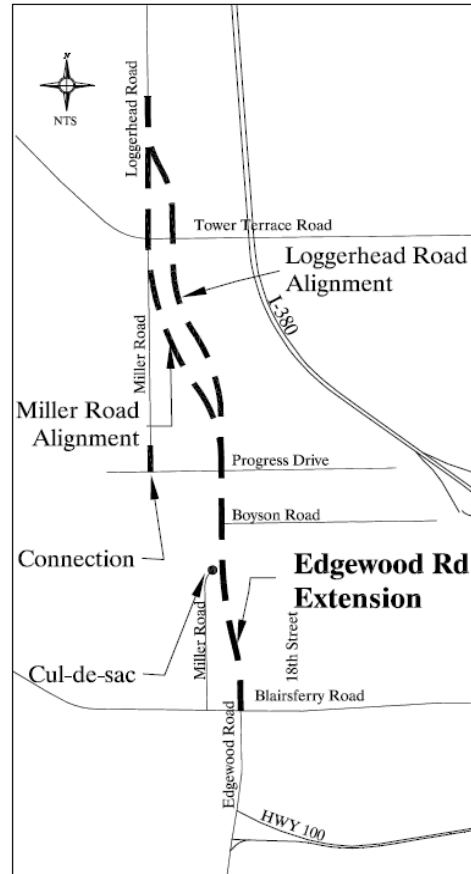 N
NTS
Loggerhead Road
Tower Terrace Road
Loggerhead Road
Alignment
I-380
Miller Road
Miller Road
Alignment
Progress Drive
Boyson Road
Connection
Edgewood Rd
Extension
18th Street
Miller Road
Cul-de-sac
Blairsferry Road
Edgewood Road
HWY 100